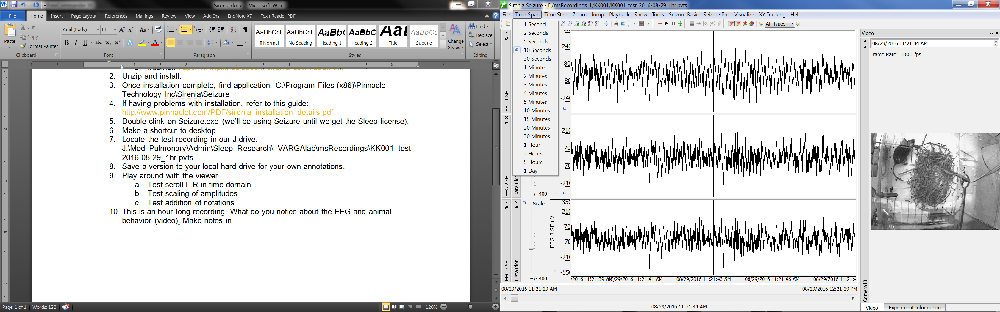 Sirenia.docx - Microsoft Word
File Home Insert Page Layout References Mailings Review View Add-Ins EndNote X7 Foxit Reader PDF
Paste
Cut
Copy
Format Painter
Clipboard
Arial (Body) 11
Font
Paragraph
AaBbCcD AaBbCcD AaBb( AaBbC AaB AaBbCc
¶ Normal No Spacing Heading 1 Heading 2 Title Subtitle
Styles
Change
Styles
Find
Replace
Select
Editing
2. Unzip and install.
3. Once installation complete, find application: C:\Program Files (x86)\Pinnacle
Technology Inc\Sirenia\Seizure
4. If having problems with installation, refer to this guide:
http://www.pinnaclet.com/PDF/sirenia_installation_details.pdf
5. Double-clink on Seizure.exe (we'll be using Seizure until we get the Sleep license).
6. Make a shortcut to desktop.
7. Locate the test recording in our J drive:
J:\Med_Pulmonary\Admin\Sleep_Research\_VARGAlab\msRecordings\KK001_test_
2016-08-29_1hr.pvfs
8. Save a version to your local hard drive for your own annotations.
9. Play around with the viewer.
a. Test scroll L-R in time domain.
b. Test scaling of amplitudes.
c. Test addition of notations.
10. This is an hour long recording. What do you notice about the EEG and animal
behavior (video). Make notes in
Page: 1 of 1 Words: 122
120%
Sirenia Seizure - E:/msRecordings_1/KK001/KK001_test_2016-08-29_1hr.pvfs
File Time Span Time Step Zoom Jump Playback Show Tools Seizure Basic Seizure Pro Visualize XY Tracking Help
All Types
1 Second
2 Seconds
5 Seconds
10 Seconds
30 Seconds
1 Minute
2 Minutes
3 Minutes
4 Minutes
5 Minutes
10 Minutes
15 Minutes
20 Minutes
30 Minutes
1 Hour
2 Hours
5 Hours
1 Day
EEG 1 SE
240
80
-80
-240
EEG 2 SE
Data Plot
+/- 400
210
70
-70
-210
EEG 3 SE
Data Plot
Scale
+/- 400
EEG 3 SE uV
350
210
70
-70
-210
-350
/2016 11:21:39 AM 08/29/2016 11:21:41 AM 08/29/2016 11:21:43 AM 08/29/2016 11:21:46 AM 08/29/2016 11:21:4
08/29/2016 11:21:29 AM 08/29/2016 12:21:29 PM
08/29/2016 11:21:44 AM
Video
08/29/2016 11:21:44 AM
Frame Rate: 3.861 fps
Camera13
Video Experiment Information